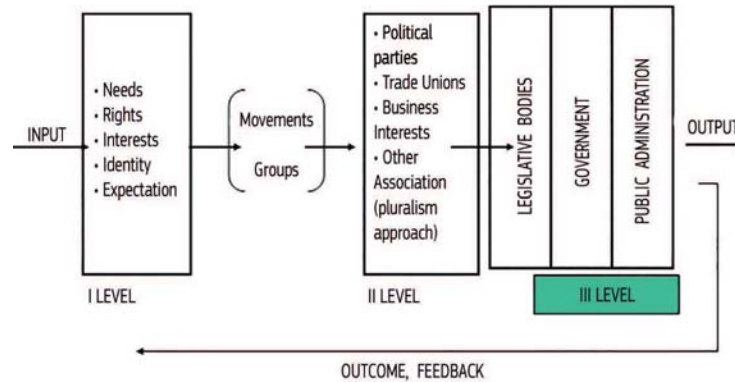 INPUT
• Needs
• Rights
• Interests
• Identity
• Expectation
I LEVEL
Movements
Groups
• Political
parties
• Trade Unions
• Business
Interests
• Other
Association
(pluralism
approach)
II LEVEL
LEGISLATIVE BODIES
GOVERNMENT
PUBLIC ADMINISTRATION
III LEVEL
OUTPUT
OUTCOME, FEEDBACK